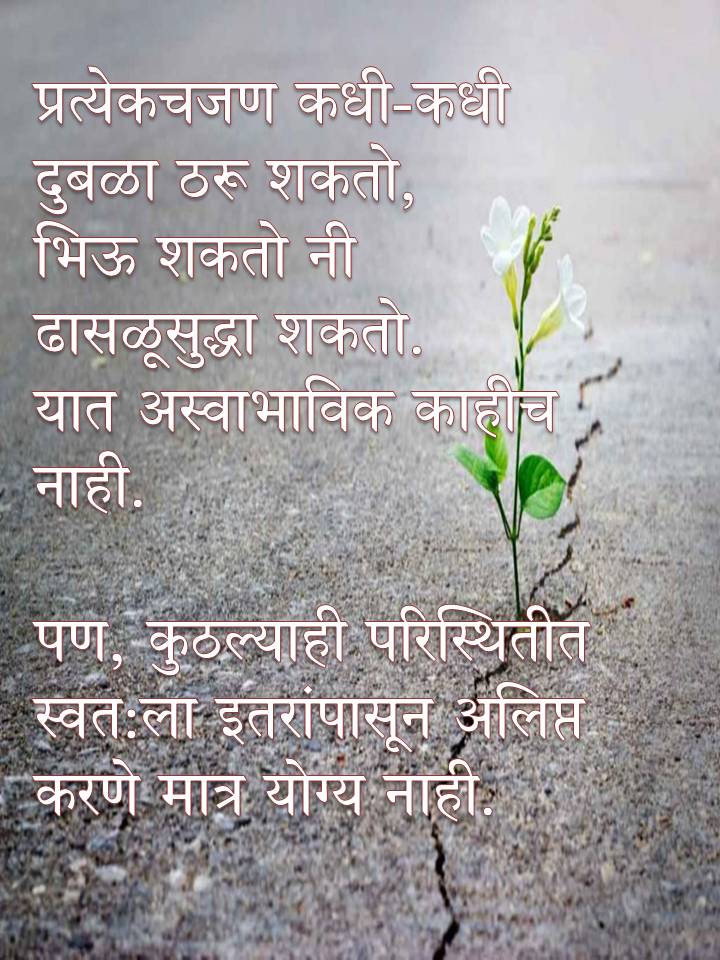 प्रत्येकचजण कधी-कधी
दुबळा ठरू शकतो,
भिऊ शकतो नी
ढासळूसुद्धा शकतो.
यात अस्वाभाविक काहीच
नाही.
पण, कुठल्याही परिस्थितीत
स्वत:ला इतरांपासून अलिप्त
करणे मात्र योग्य नाही.